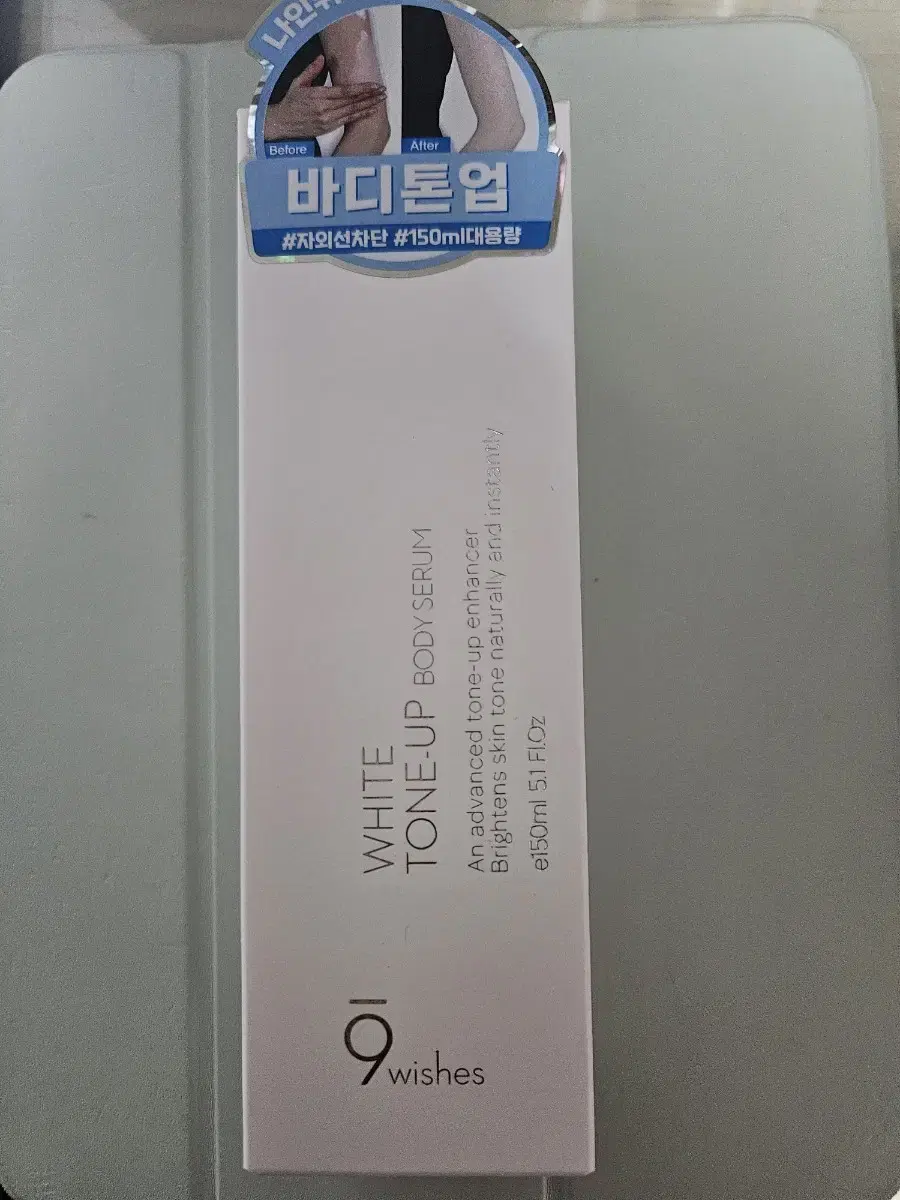 Before
After
바디톤업
#자외선차단 #150ml대용량
WHITE
TONE-UP BODY SERUM
An advanced tone-up enhancer
Brightens skin tone naturally and instantly
e150ml 5.1 Fl.Oz
9wishes